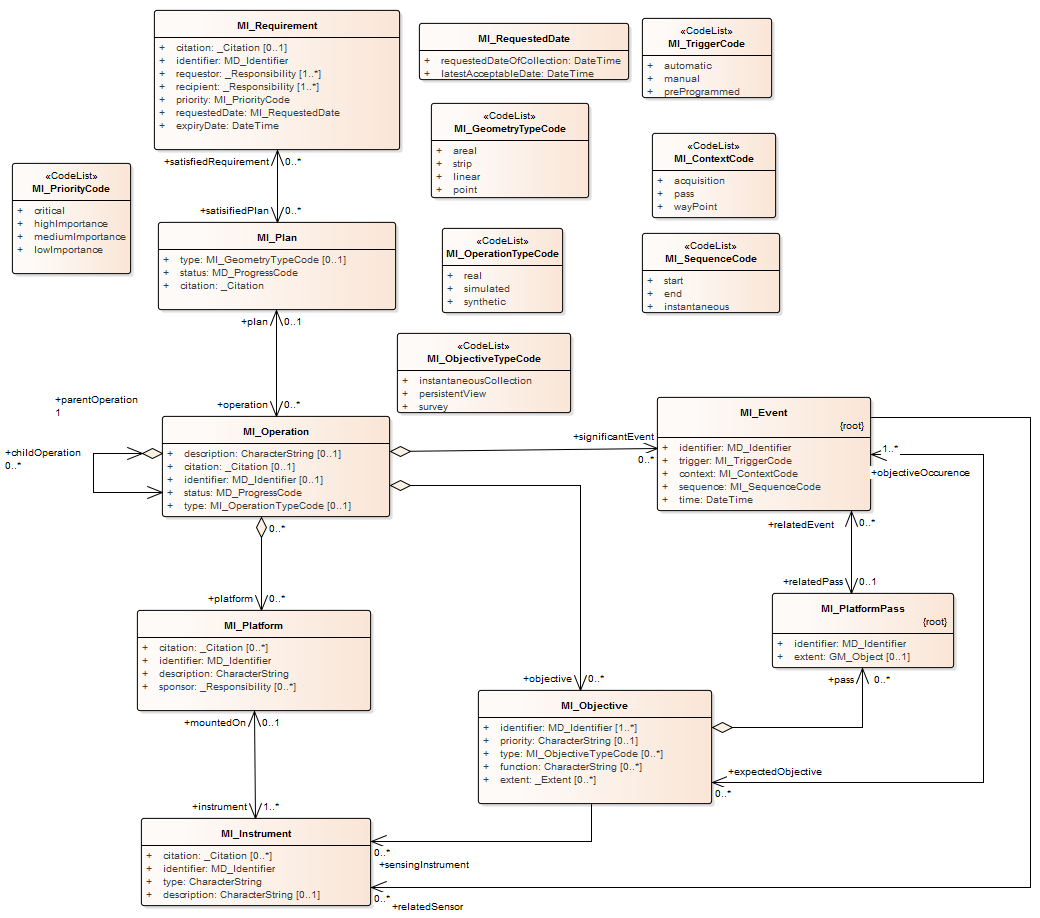 MI_Requirement
+ citation: _Citation [0..1]
+ identifier: MD_Identifier
+ requestor: _Responsibility [1..*]
+ recipient: _Responsibility [1..*]
+ priority: MI_PriorityCode
+ requestedDate: MI_RequestedDate
+ expiryDate: DateTime
MI_RequestedDate
+ requestedDateOfCollection: DateTime
+ latestAcceptableDate: DateTime
«CodeList»
MI_TriggerCode
+ automatic
+ manual
+ preProgrammed
«CodeList»
MI_GeometryTypeCode
+ areal
+ strip
+ linear
+ point
«CodeList»
MI_ContextCode
+ acquisition
+ pass
+ wayPoint
«CodeList»
MI_PriorityCode
+ critical
+ highImportance
+ mediumImportance
+ lowImportance
+satisfiedRequirement 0..*
+satisifiedPlan 0..*
MI_Plan
+ type: MI_GeometryTypeCode [0..1]
+ status: MD_ProgressCode
+ citation: _Citation
«CodeList»
MI_OperationTypeCode
+ real
+ simulated
+ synthetic
«CodeList»
MI_SequenceCode
+ start
+ end
+ instantaneous
+plan 0..1
«CodeList»
MI_ObjectiveTypeCode
+ instantaneousCollection
+ persistentView
+ survey
+operation 0..*
+parentOperation
1
+childOperation
0..*
MI_Operation
+ description: CharacterString [0..1]
+ citation: _Citation [0..1]
+ identifier: MD_Identifier [0..1]
+ status: MD_ProgressCode
+ type: MI_OperationTypeCode [0..1]
+significantEvent
0..*
MI_Event
{root}
+ identifier: MD_Identifier
+ trigger: MI_TriggerCode
+ context: MI_ContextCode
+ sequence: MI_SequenceCode
+ time: DateTime
1..*
+objectiveOccurence
+relatedEvent 0..*
+relatedPass 0..1
MI_PlatformPass
{root}
+ identifier: MD_Identifier
+ extent: GM_Object [0..1]
+pass 0..*
0..*
+platform 0..*
MI_Platform
+ citation: _Citation [0..*]
+ identifier: MD_Identifier
+ description: CharacterString
+ sponsor: _Responsibility [0..*]
+mountedOn 0..1
+objective 0..*
MI_Objective
+ identifier: MD_Identifier [1..*]
+ priority: CharacterString [0..1]
+ type: MI_ObjectiveTypeCode [0..*]
+ function: CharacterString [0..*]
+ extent: _Extent [0..*]
+expectedObjective
0..*
+instrument 1..*
MI_Instrument
+ citation: _Citation [0..*]
+ identifier: MD_Identifier
+ type: CharacterString
+ description: CharacterString [0..1]
0..*
+sensingInstrument
0..*
+relatedSensor